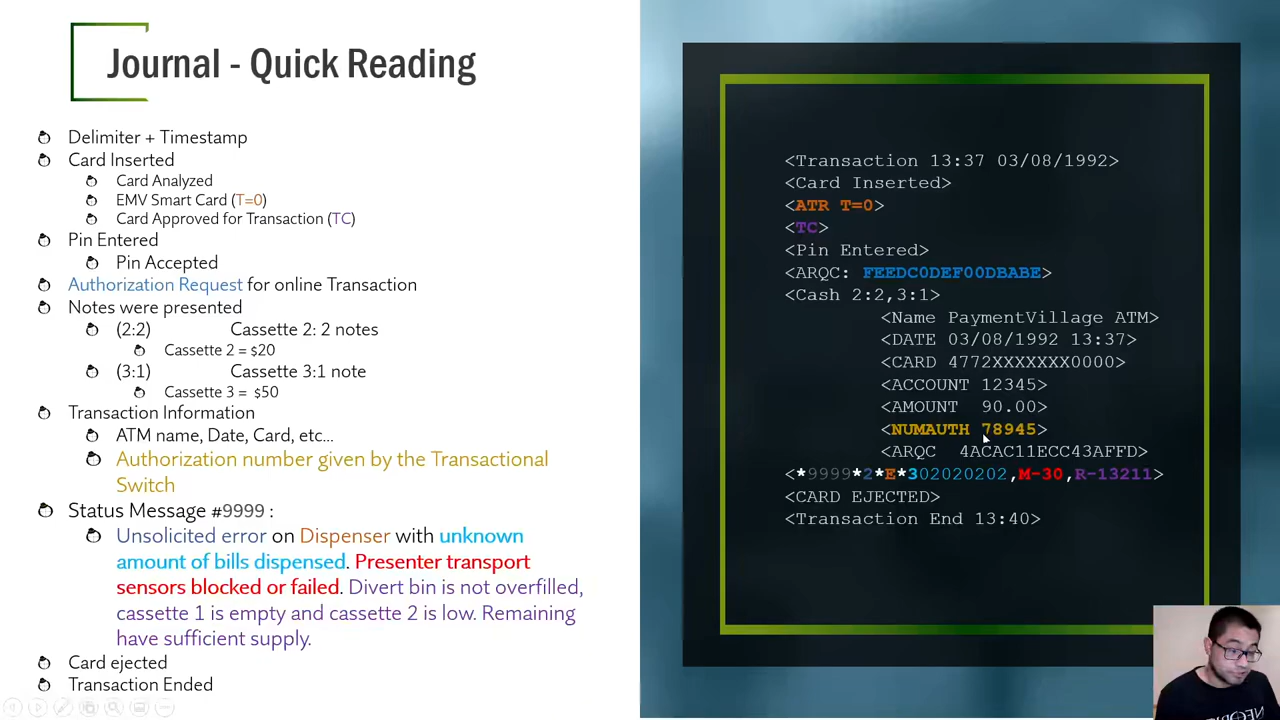 Journal - Quick Reading
Delimiter + Timestamp
Card Inserted
Card Analyzed
EMV Smart Card (T=0)
Card Approved for Transaction (TC)
Pin Entered
Pin Accepted
Authorization Request for online Transaction
Notes were presented
(2:2) Cassette 2: 2 notes
Cassette 2 = $20
(3:1) Cassette 3:1 note
Cassette 3 = $50
Transaction Information
ATM name, Date, Card, etc...
Authorization number given by the Transactional
Switch
Status Message #9999 :
Unsolicited error on Dispenser with unknown
amount of bills dispensed. Presenter transport
sensors blocked or failed. Divert bin is not overfilled,
cassette 1 is empty and cassette 2 is low. Remaining
have sufficient supply.
Card ejected
Transaction Ended
<Transaction 13:37 03/08/1992>
<Card Inserted>
<ATR T=0>
<TC>
<Pin Entered>
<ARQC: FEEDC0DEF00DBABE>
<Cash 2:2,3:1>
<Name PaymentVillage ATM>
<DATE 03/08/1992 13:37>
<CARD 4772XXXXXXX0000>
<ACCOUNT 12345>
<AMOUNT 90.00>
<NUMAUTH 78945>
<ARQC 4ACAC11ECC43AFFD>
<*9999*2*E*302020202,M-30,R-13211>
<CARD EJECTED>
<Transaction End 13:40>